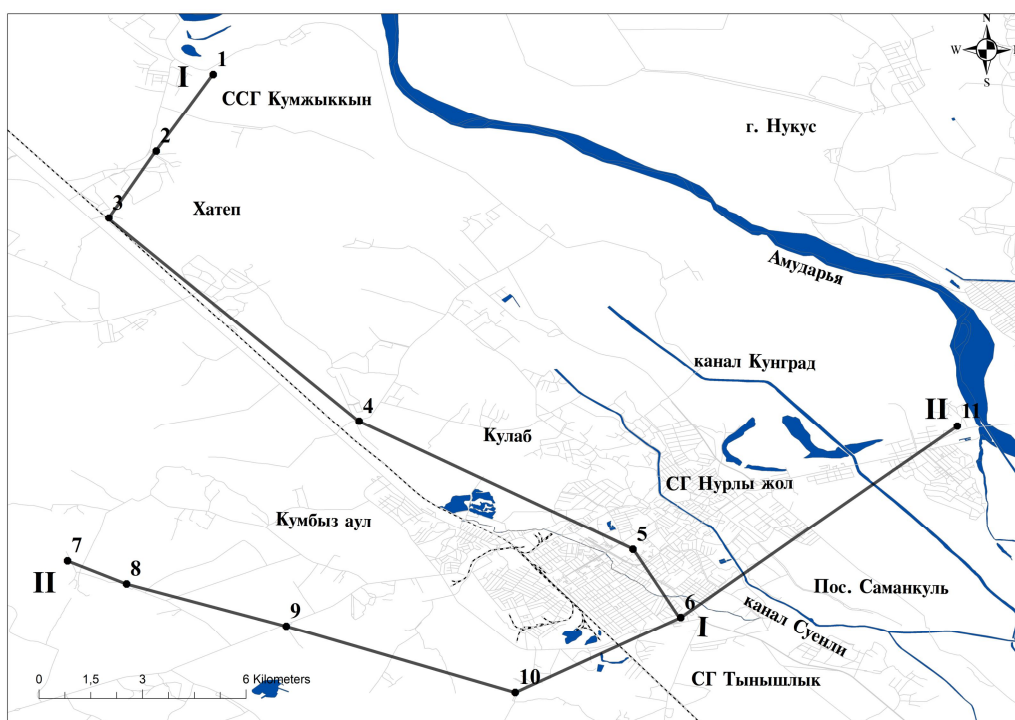 N
W E
S
1
I
ССГ Кумжыккын
2
г. Нукус
3
Хатеп
Амударья
канал Кунград
4
II 11
Кулаб
СГ Нурлы жол
Кумбыз аул
5
7
8
II
Пос. Саманкуль
6
I
9
канал Суенли
10
СГ Тынышлык
0 1,5 3 6 Kilometers